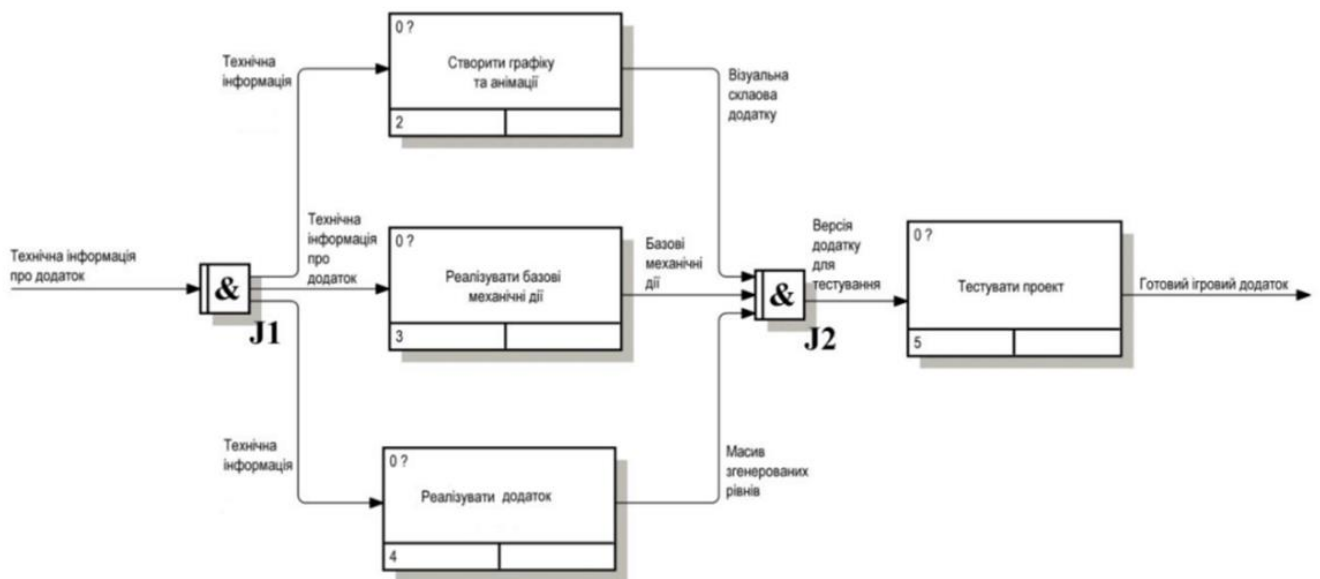 0 ?
Створити графіку
та анімації
2
Технічна
інформація
Візуальна
склаова
додатку
Технічна інформація
про додаток
&
J1
Технічна
інформація
про
додаток
0 ?
Реалізувати базові
механічні дії
3
Базові
механічні
дії
&
J2
Версія
додатку
для
тестування
0 ?
Тестувати проект
5
Готовий ігровий додаток
Технічна
інформація
0 ?
Реалізувати додаток
4
Масив
згенерованих
рівнів